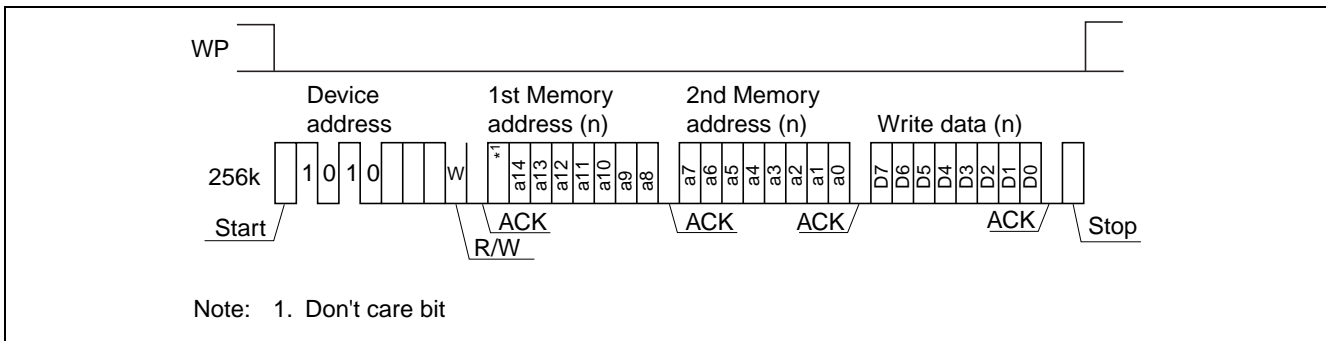 WP
Device address
1st Memory address (n)
2nd Memory address (n)
Write data (n)
256k
1 0 1 0
W
*1 a14 a13 a12 a11 a10 a9 a8
a7 a6 a5 a4 a3 a2 a1 a0
D7 D6 D5 D4 D3 D2 D1 D0
Start
R/W
ACK
ACK
ACK
ACK
Stop
Note: 1. Don't care bit